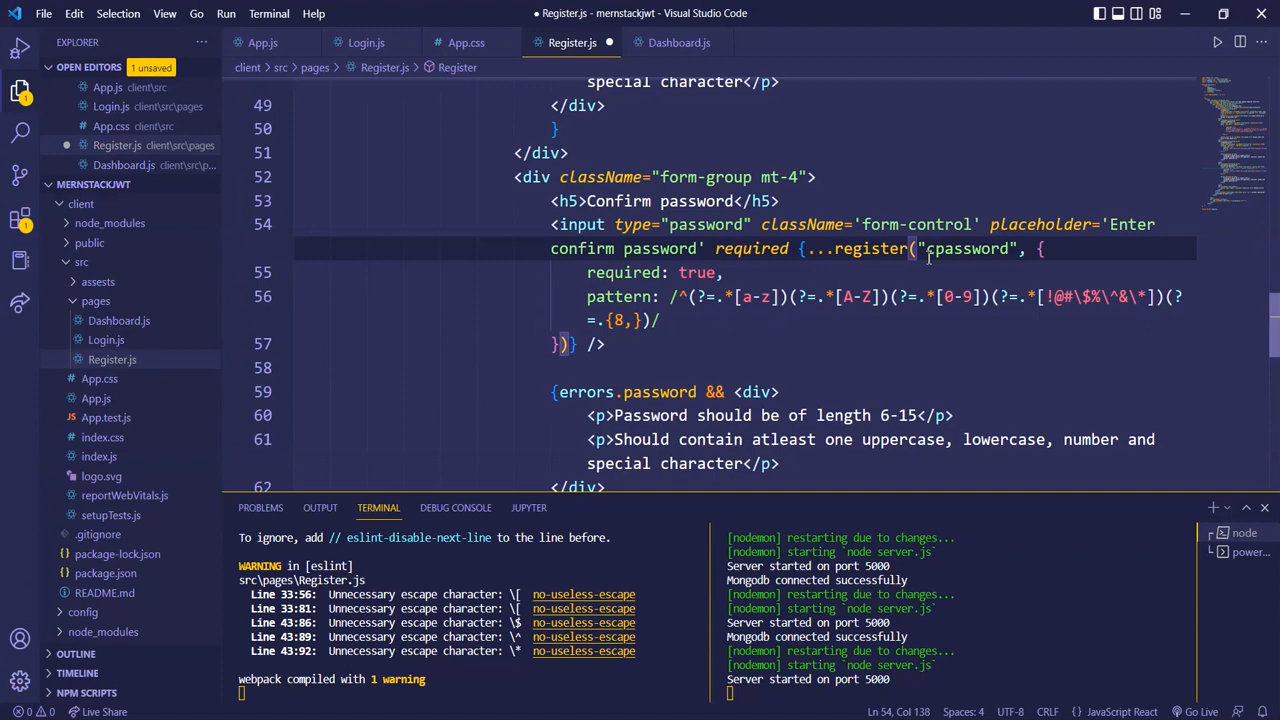 File Edit Selection View Go Run Terminal Help
● Register.js - mernstackjwt - Visual Studio Code
EXPLORER
App.js
Login.js
App.css
Register.js
Dashboard.js
OPEN EDITORS 1 unsaved
App.js client\src
Login.js client\src\pages
App.css client\src
Register.js client\src\pages
Dashboard.js client\src\p...
MERNSTACKJWT
client
node_modules
public
src
assests
pages
Dashboard.js
Login.js
Register.js
App.css
App.js
App.test.js
index.css
index.js
logo.svg
reportWebVitals.js
setupTests.js
.gitignore
package-lock.json
package.json
README.md
config
node_modules
OUTLINE
TIMELINE
NPM SCRIPTS
client > src > pages > Register.js > Register
special character</p>
49 </div>
50 }
51 </div>
52 <div className="form-group mt-4">
53 <h5>Confirm password</h5>
54 <input type="password" className='form-control' placeholder='Enter
confirm password' required {...register("cpassword", {
55 required: true,
56 pattern: /^(?=.*[a-z])(?=.*[A-Z])(?=.*[0-9])(?=.*[!@#\$%\^&\*])(?
=.{8,})/
57 })} />
58
59 {errors.password && <div>
60 <p>Password should be of length 6-15</p>
61 <p>Should contain atleast one uppercase, lowercase, number and
special character</p>
62 </div>
PROBLEMS OUTPUT TERMINAL DEBUG CONSOLE JUPYTER
To ignore, add // eslint-disable-next-line to the line before.
WARNING in [eslint]
src\pages\Register.js
Line 33:56: Unnecessary escape character: \[ no-useless-escape
Line 33:81: Unnecessary escape character: \[ no-useless-escape
Line 43:86: Unnecessary escape character: \$ no-useless-escape
Line 43:89: Unnecessary escape character: \^ no-useless-escape
Line 43:92: Unnecessary escape character: \* no-useless-escape
webpack compiled with 1 warning
[nodemon] restarting due to changes...
[nodemon] starting `node server.js`
Server started on port 5000
Mongodb connected successfully
[nodemon] restarting due to changes...
[nodemon] starting `node server.js`
Server started on port 5000
Mongodb connected successfully
[nodemon] restarting due to changes...
[nodemon] starting `node server.js`
Server started on port 5000
node
power...
0 0 Live Share
Ln 54, Col 138 Spaces: 4 UTF-8 CRLF JavaScript React Go Live